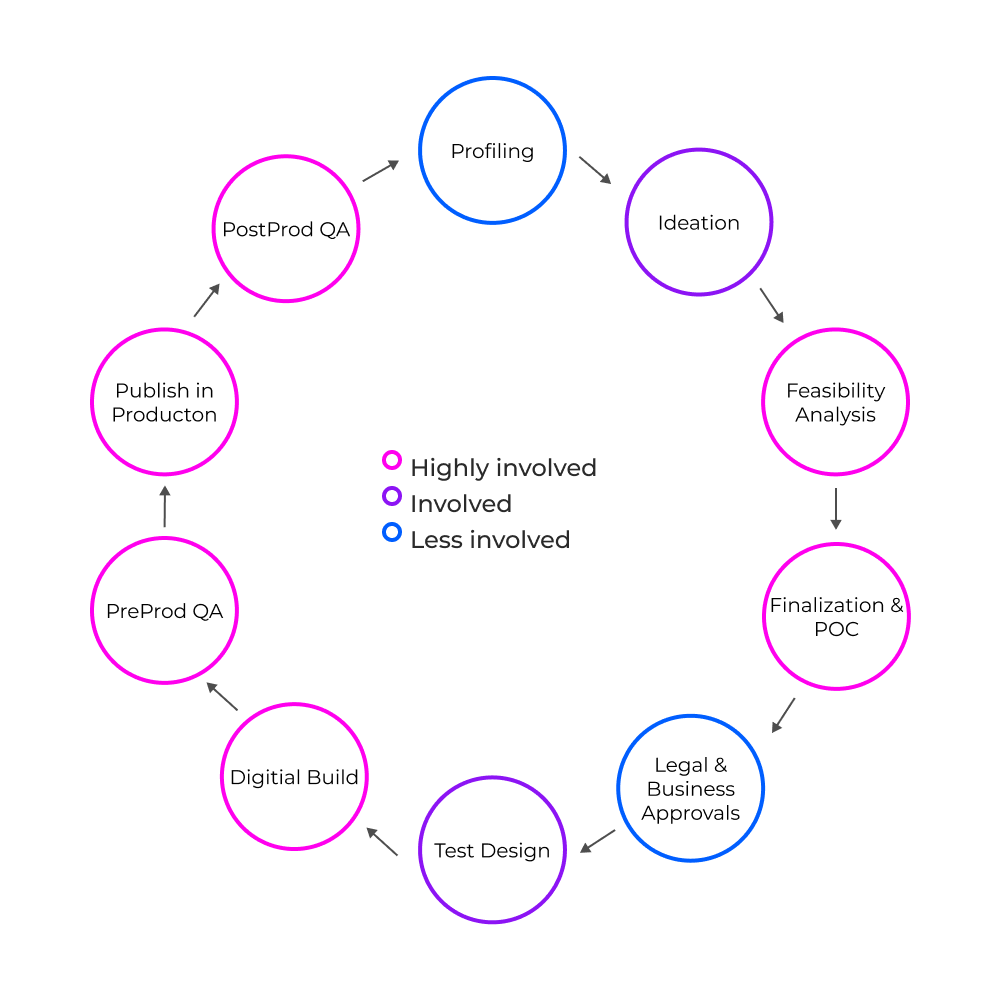 Profiling
Ideation
Feasibility
Analysis
Finalization &
POC
Legal &
Business
Approvals
Test Design
Digitial Build
PreProd QA
Publish in
Producton
PostProd QA
Highly involved
Involved
Less involved